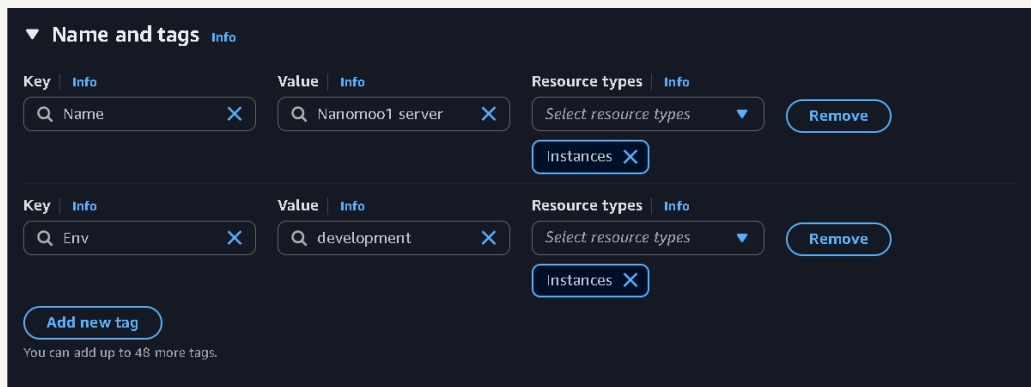 Name and tags Info
Key Info Value Info Resource types Info
Name Nanomoo1 server Select resource types Remove
Instances
Key Info Value Info Resource types Info
Env development Select resource types Remove
Instances
Add new tag
You can add up to 48 more tags.